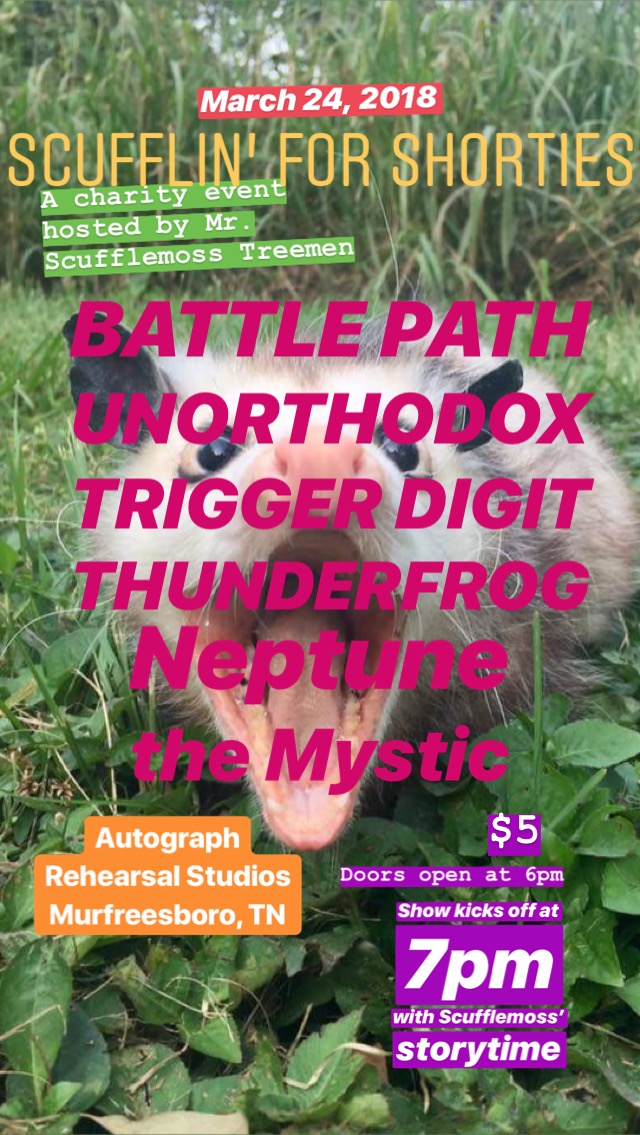 March 24, 2018
SCUFFLIN' FOR SHORTIES
A charity event
hosted by Mr.
Scufflemoss Treemen
BATTLE PATH
UNORTHODOX
TRIGGER DIGIT
THUNDERFROG
Neptune
the Mystic
Autograph
Rehearsal Studios
Murfreesboro, TN
$5
Doors open at 6pm
Show kicks off at
7pm
with Scufflemoss'
storytime